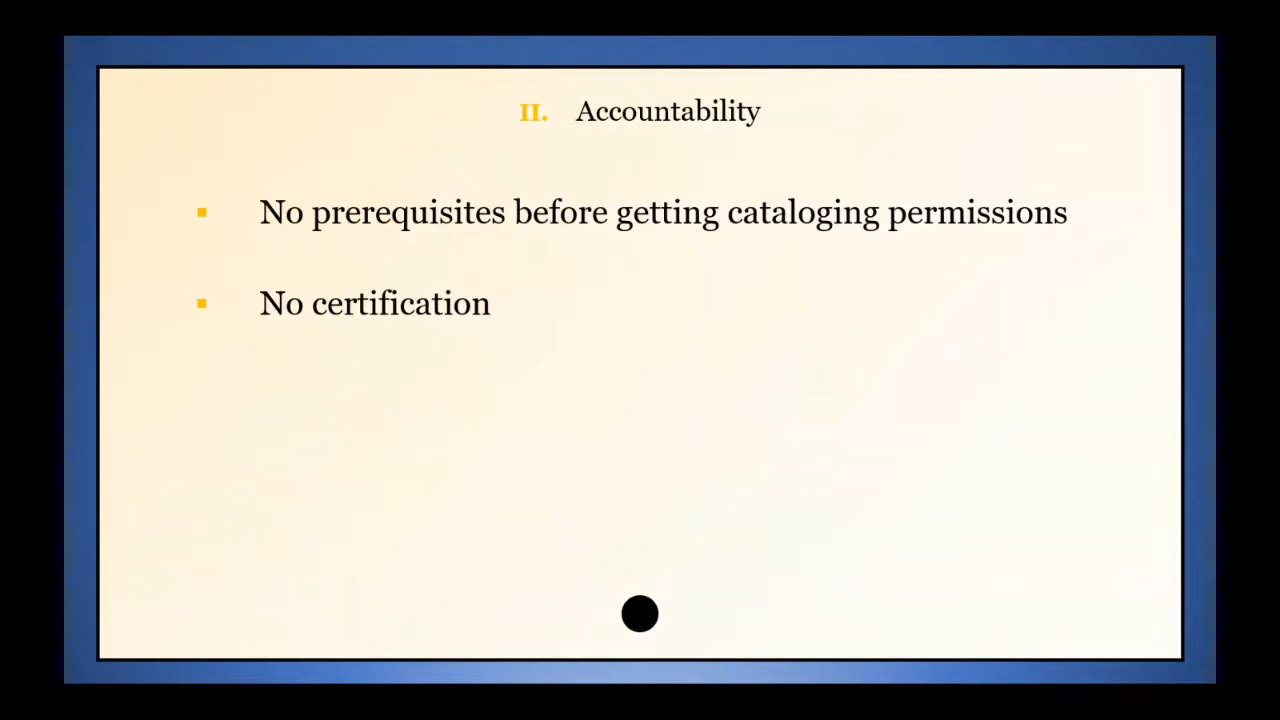 II. Accountability
▪ No prerequisites before getting cataloging permissions
▪ No certification